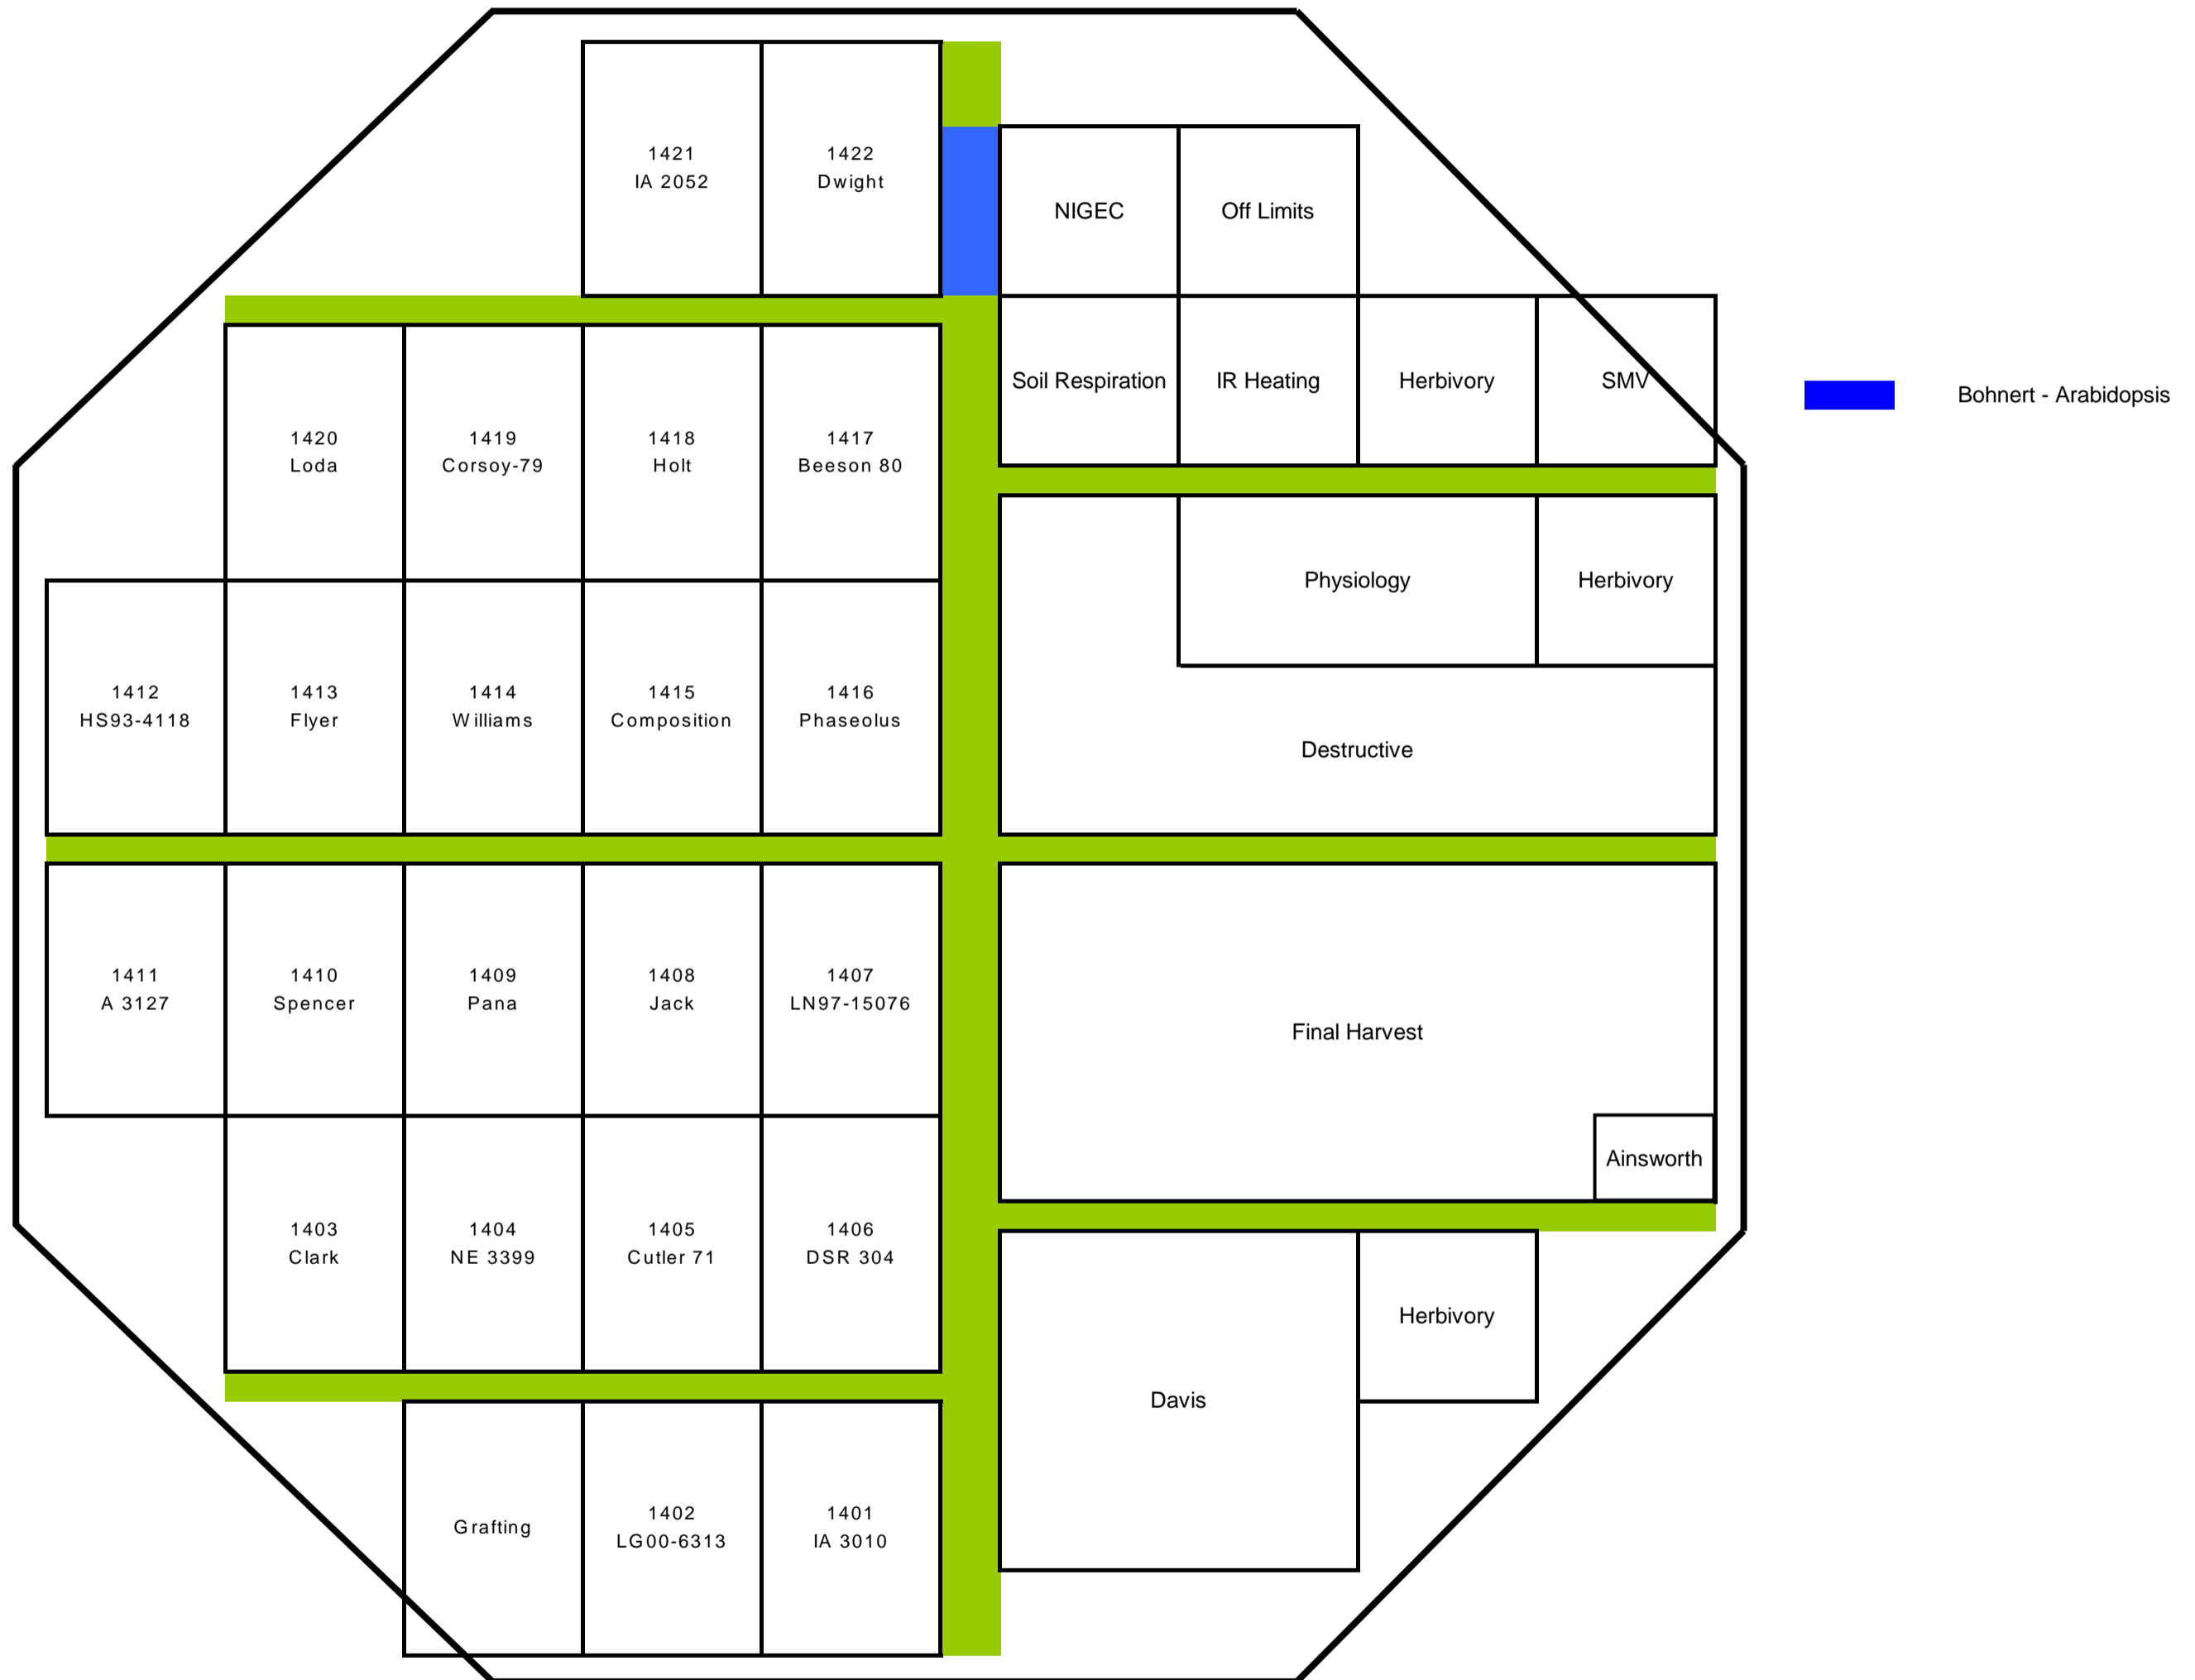 1421
IA 2052
1422
Dwight
NIGEC
Off Limits
Soil Respiration
IR Heating
Herbivory
SMV
Bohnert - Arabidopsis
1420
Loda
1419
Corsoy-79
1418
Holt
1417
Beeson 80
Physiology
Herbivory
1412
HS93-4118
1413
Flyer
1414
Williams
1415
Composition
1416
Phaseolus
Destructive
1411
A 3127
1410
Spencer
1409
Pana
1408
Jack
1407
LN97-15076
Final Harvest
Ainsworth
1403
Clark
1404
NE 3399
1405
Cutler 71
1406
DSR 304
Herbivory
Davis
Grafting
1402
LG00-6313
1401
IA 3010